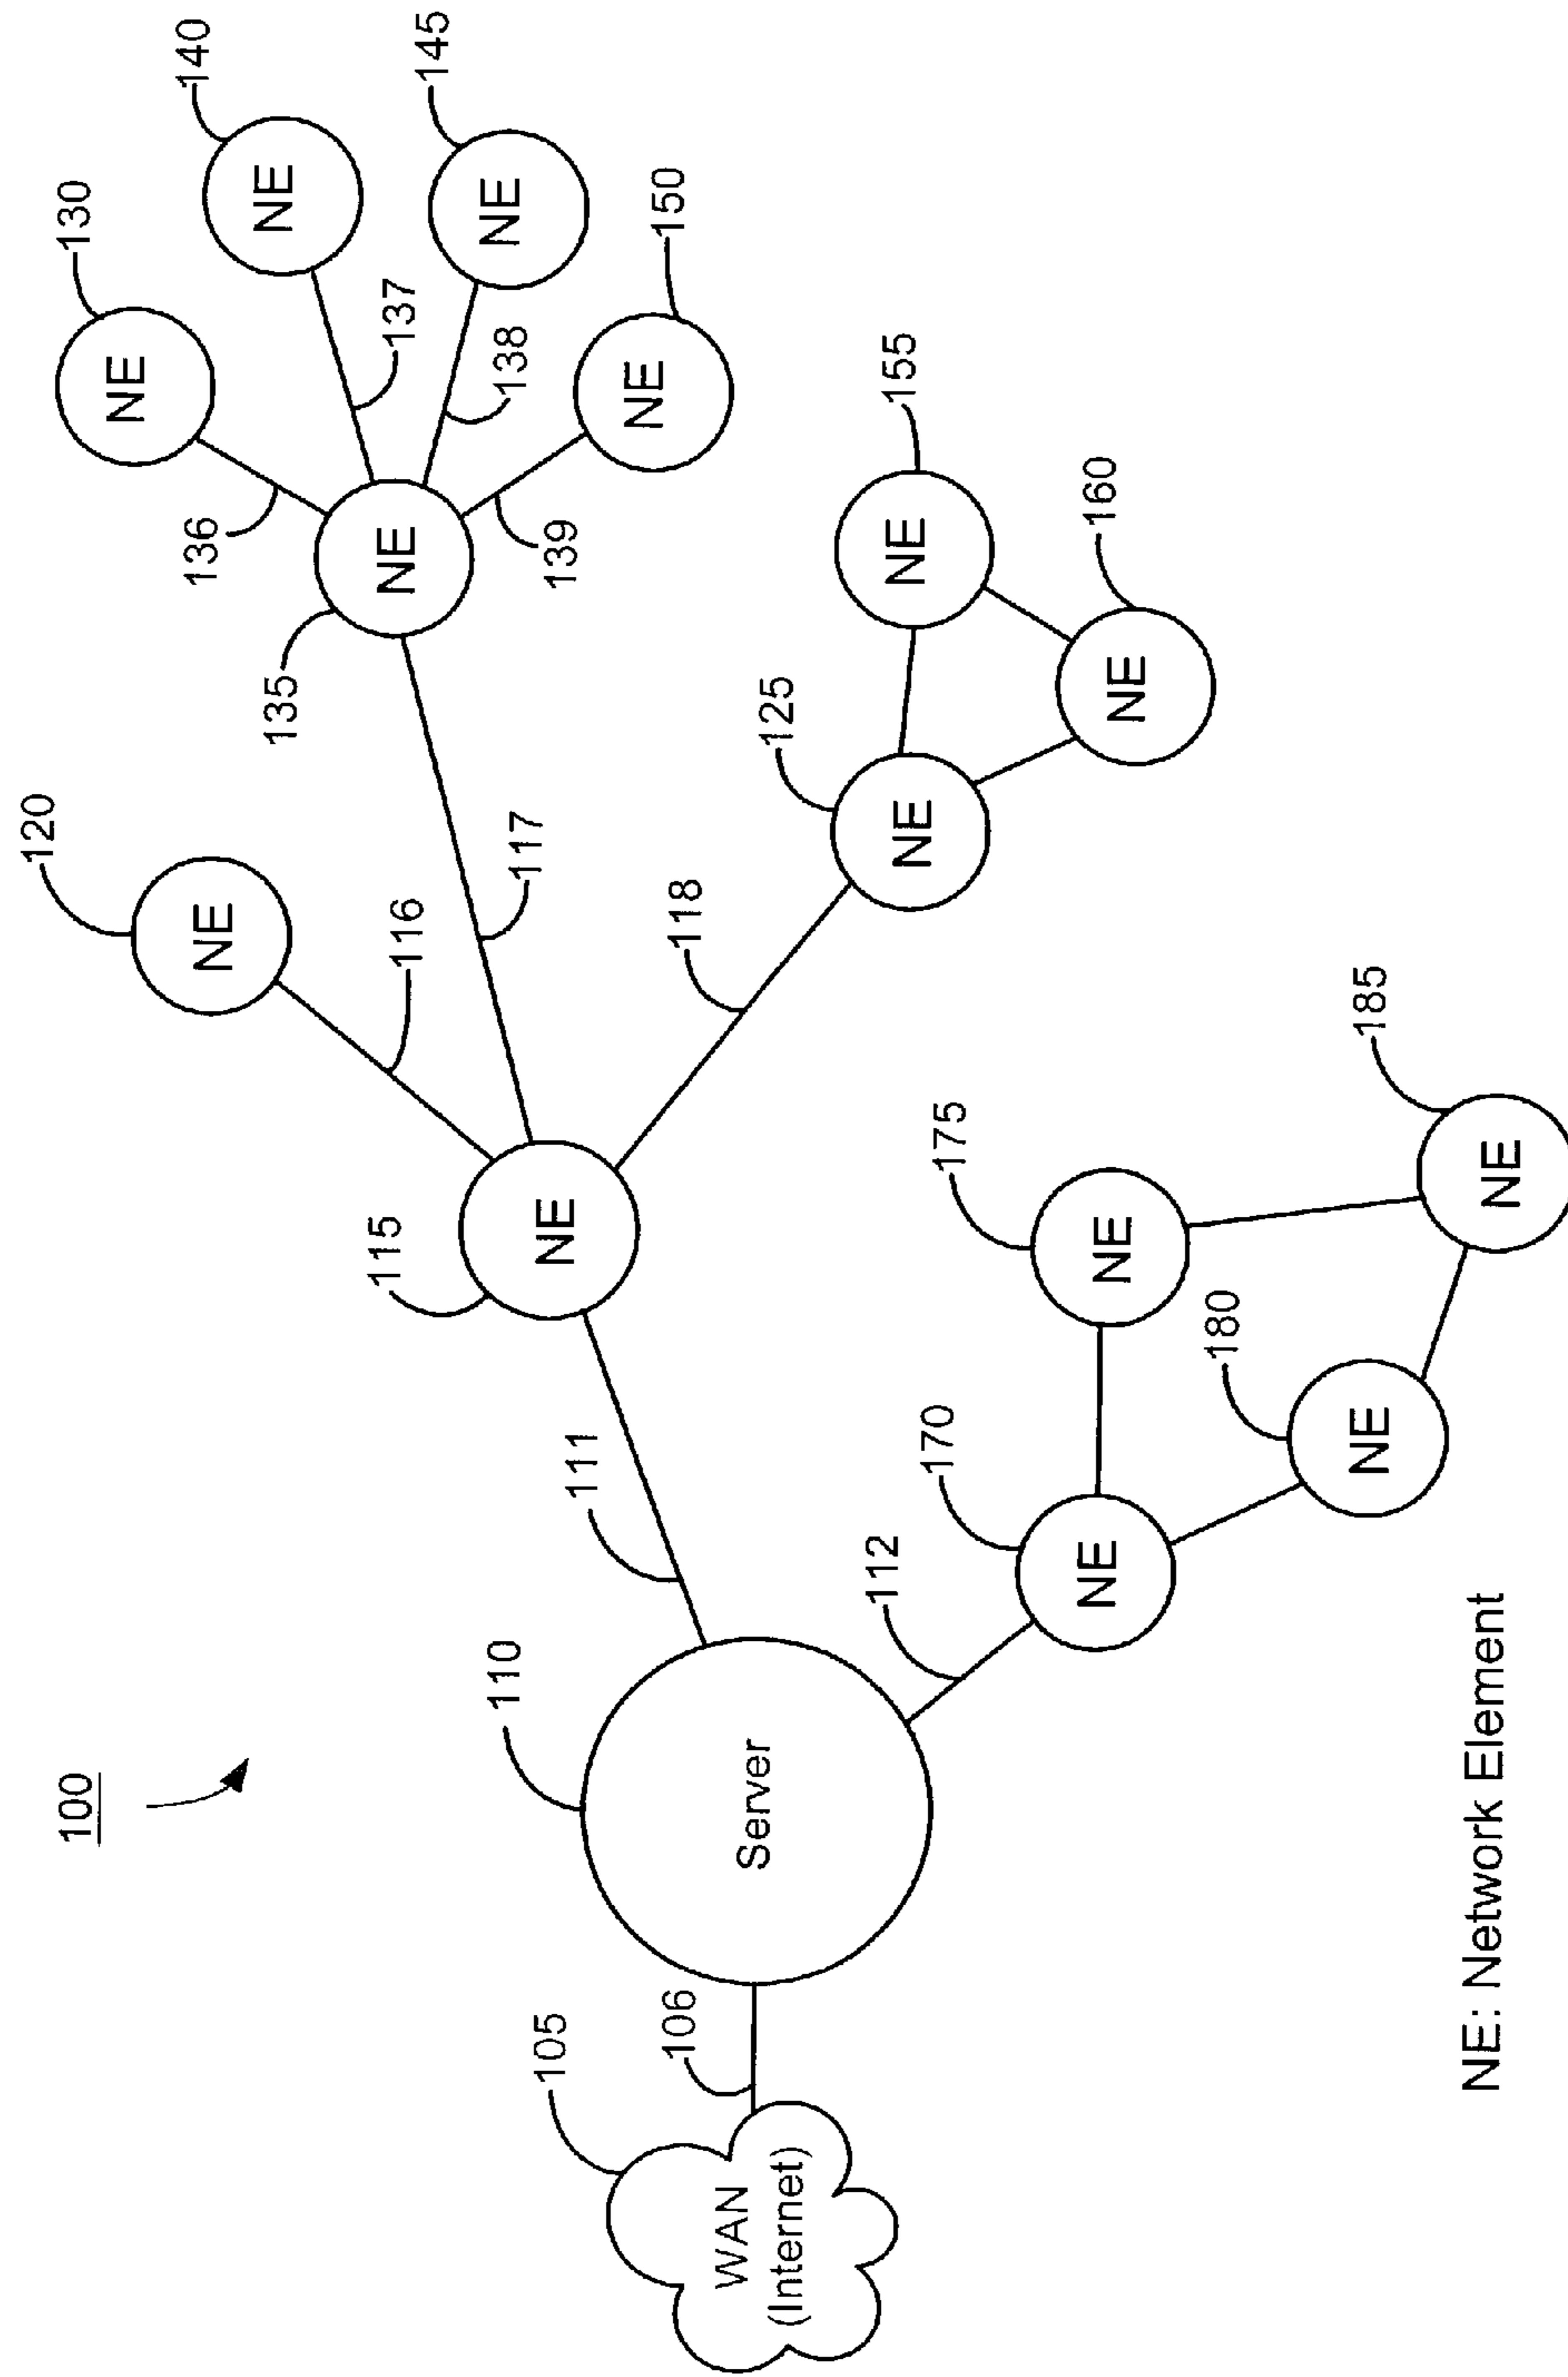 120
100
130
NE
140
136
NE
NE
135
115
NE
137
116
145
NE
110
138
117
105
NE
139
111
NE
150
106
118
WAN
(Internet)
Server
125
112
155
NE
NE
170
175
NE
160
NE
NE
180
NE
185
NE
NE: Network Element